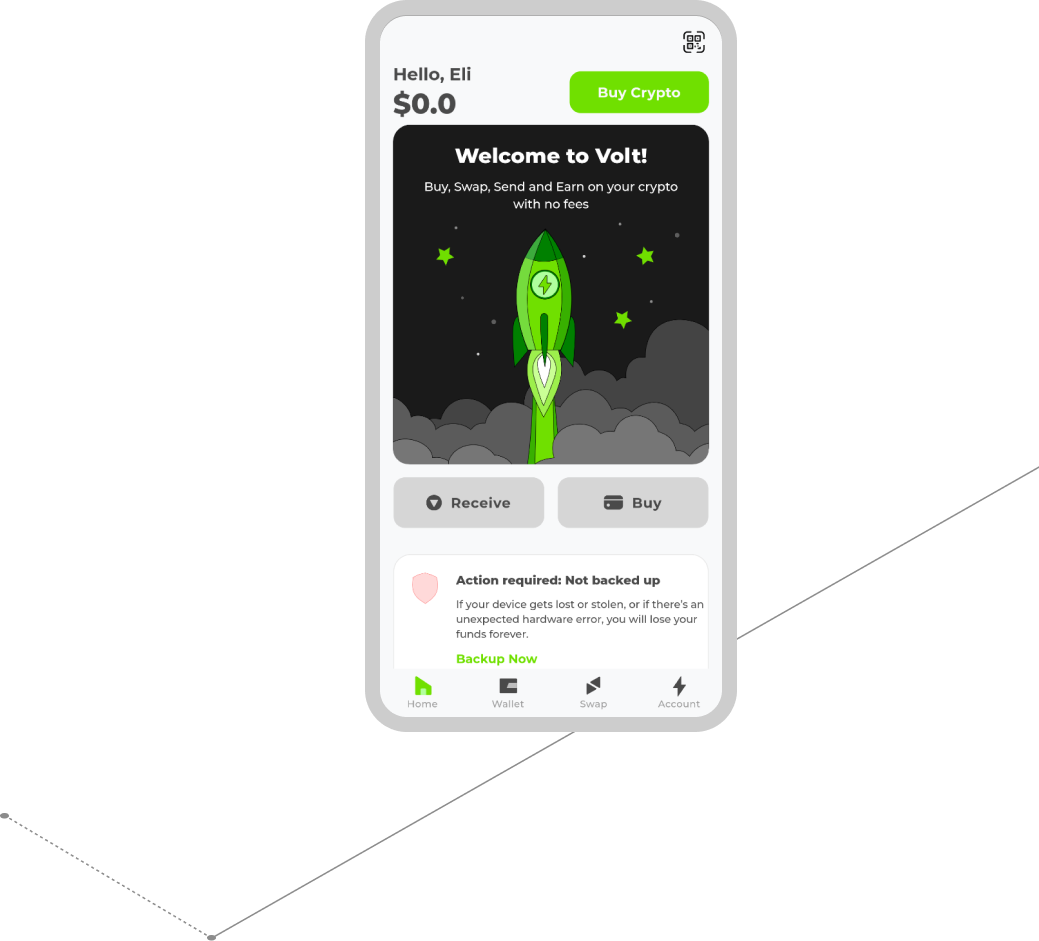 Hello, Eli
$0.0
Buy Crypto
Welcome to Volt!
Buy, Swap, Send and Earn on your crypto
with no fees
Receive
Buy
Action required: Not backed up
If your device gets lost or stolen, or if there's an
unexpected hardware error, you will lose your
funds forever.
Backup Now
Home
Wallet
Swap
Account